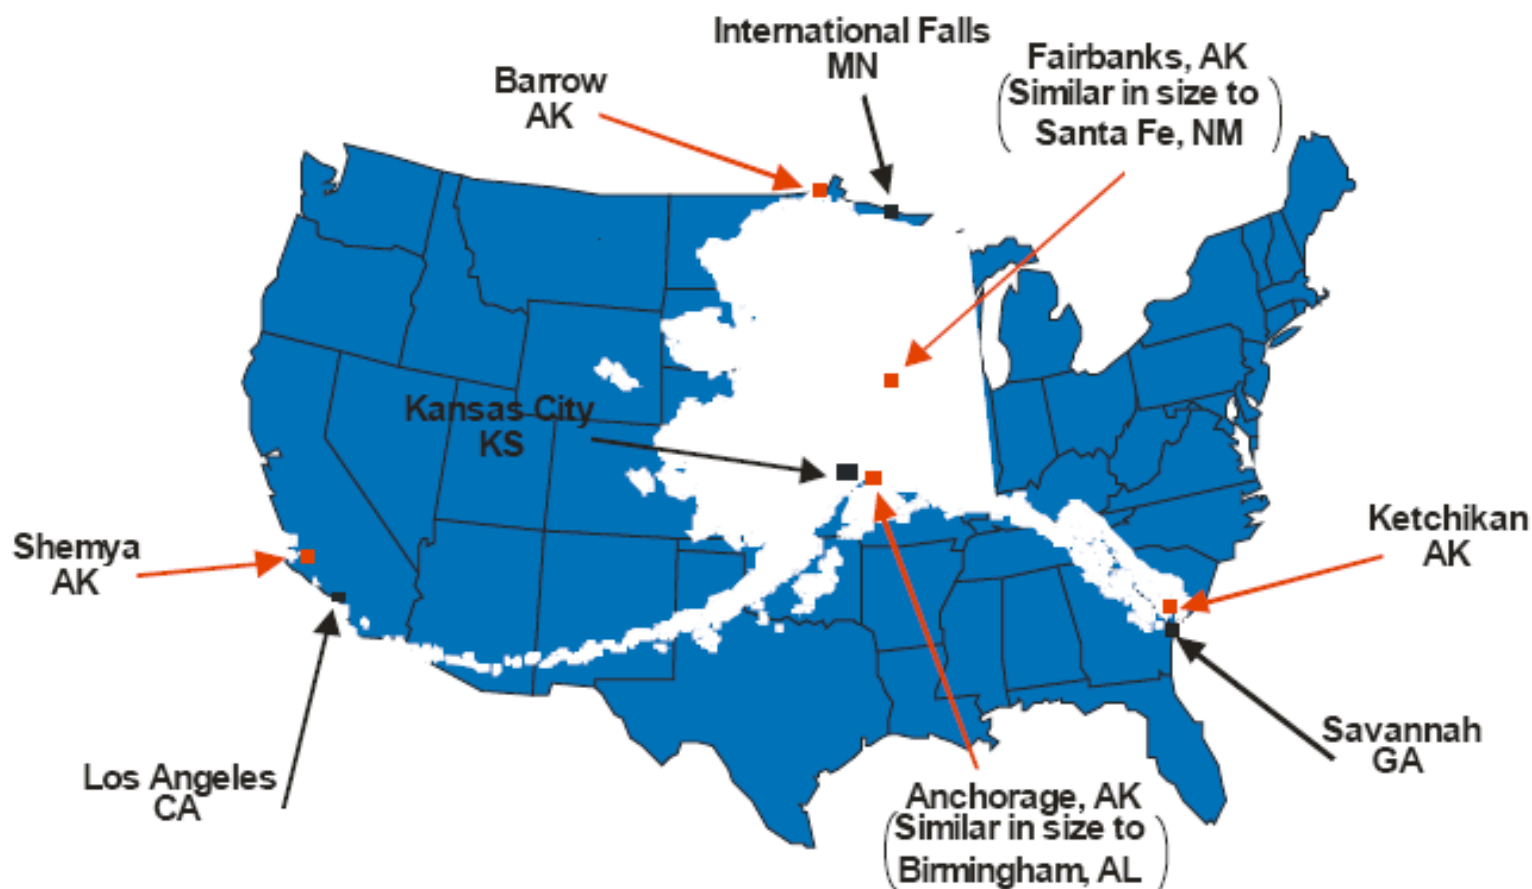 International Falls
MN
Fairbanks, AK
(Similar in size to
Santa Fe, NM)
Barrow
AK
Kansas City
KS
Ketchikan
AK
Shemya
AK
Savannah
GA
Los Angeles
CA
Anchorage, AK
(Similar in size to
Birmingham, AL)